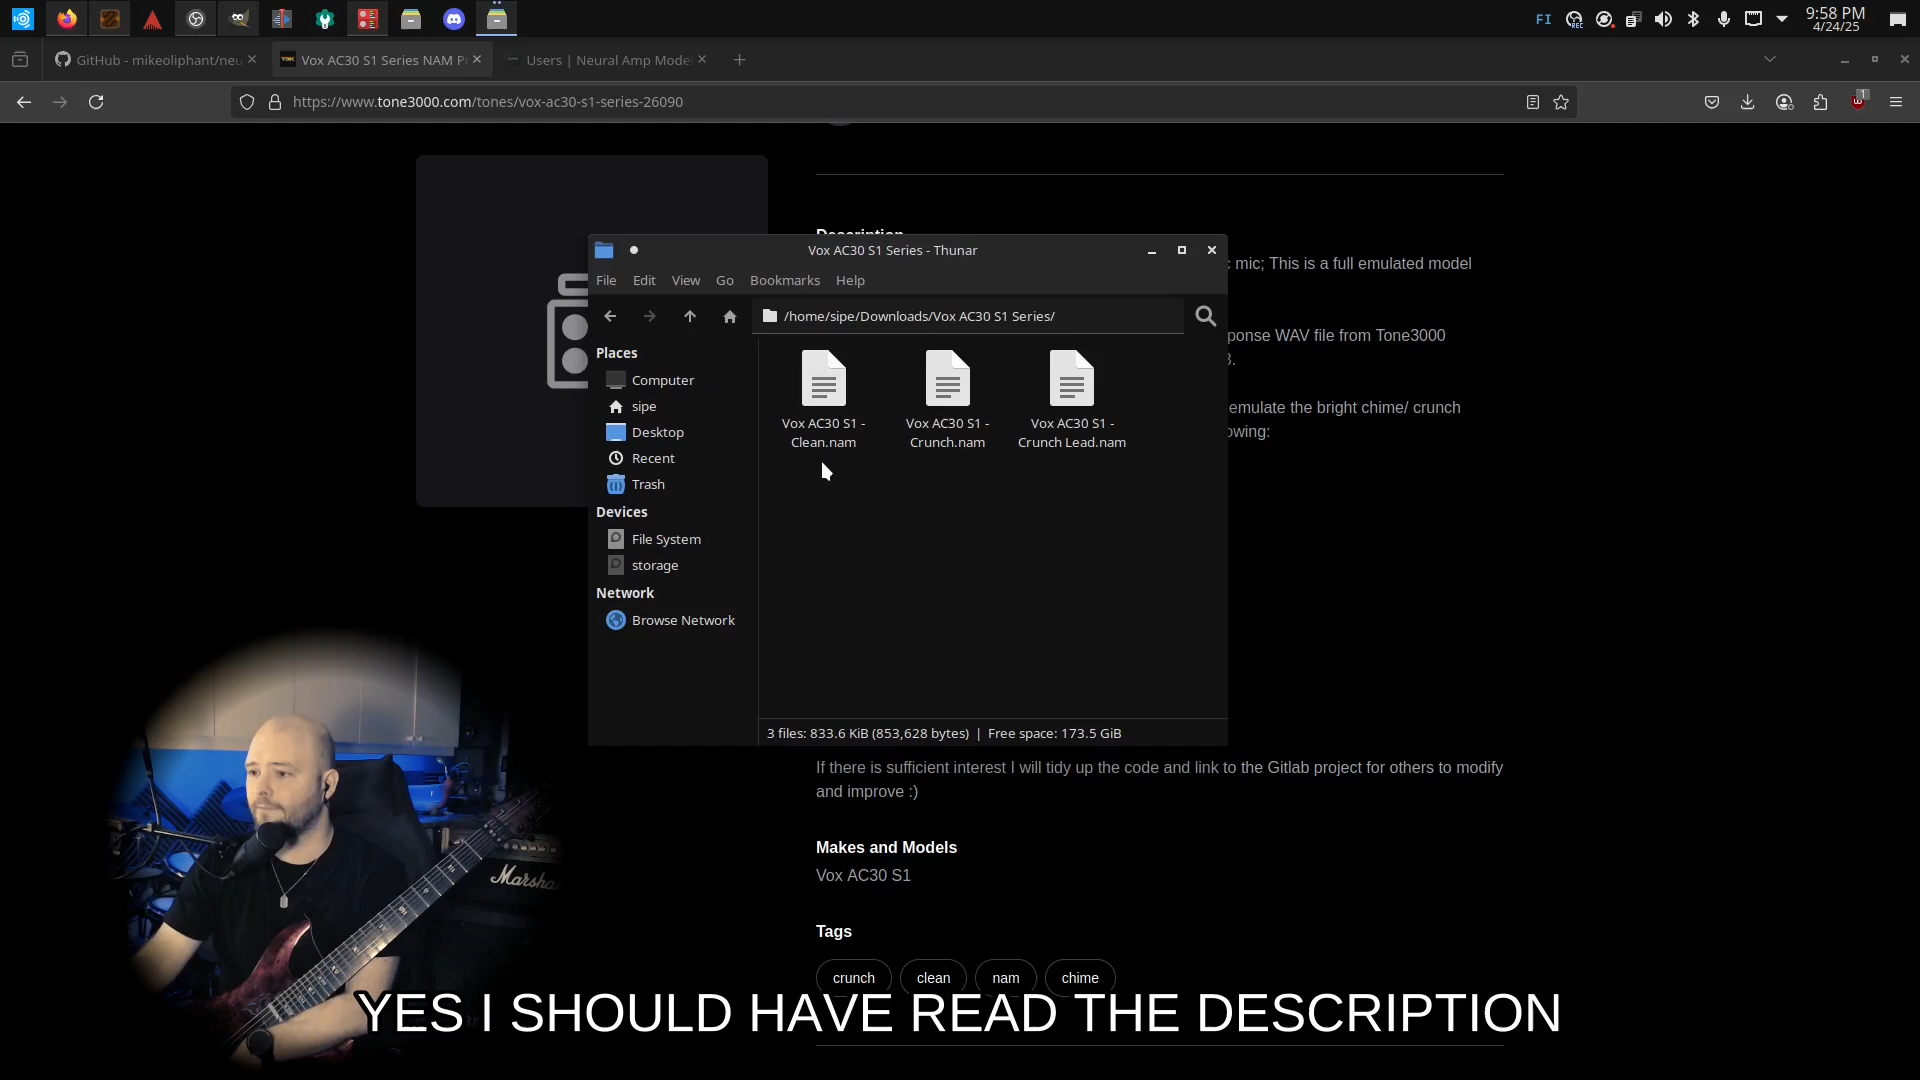 FI
REC
9:58 PM
4/24/25
GitHub - mikeoliphant/neu
Vox AC30 S1 Series NAM P
Users | Neural Amp Mode
https://www.tone3000.com/tones/vox-ac30-s1-series-26090
1
Description
mic; This is a full emulated model
ponse WAV file from Tone3000
emulate the bright chime/ crunch
owing:
Vox AC30 S1 Series - Thunar
File Edit View Go Bookmarks Help
/home/sipe/Downloads/Vox AC30 S1 Series/
Places
Computer
sipe
Desktop
Recent
Trash
Devices
File System
storage
Network
Browse Network
Vox AC30 S1 -
Clean.nam
Vox AC30 S1 -
Crunch.nam
Vox AC30 S1 -
Crunch Lead.nam
3 files: 833.6 KiB (853,628 bytes) | Free space: 173.5 GiB
If there is sufficient interest I will tidy up the code and link to the Gitlab project for others to modify
and improve :)
Makes and Models
Vox AC30 S1
Tags
crunch clean nam chime
Marsha
YES I SHOULD HAVE READ THE DESCRIPTION